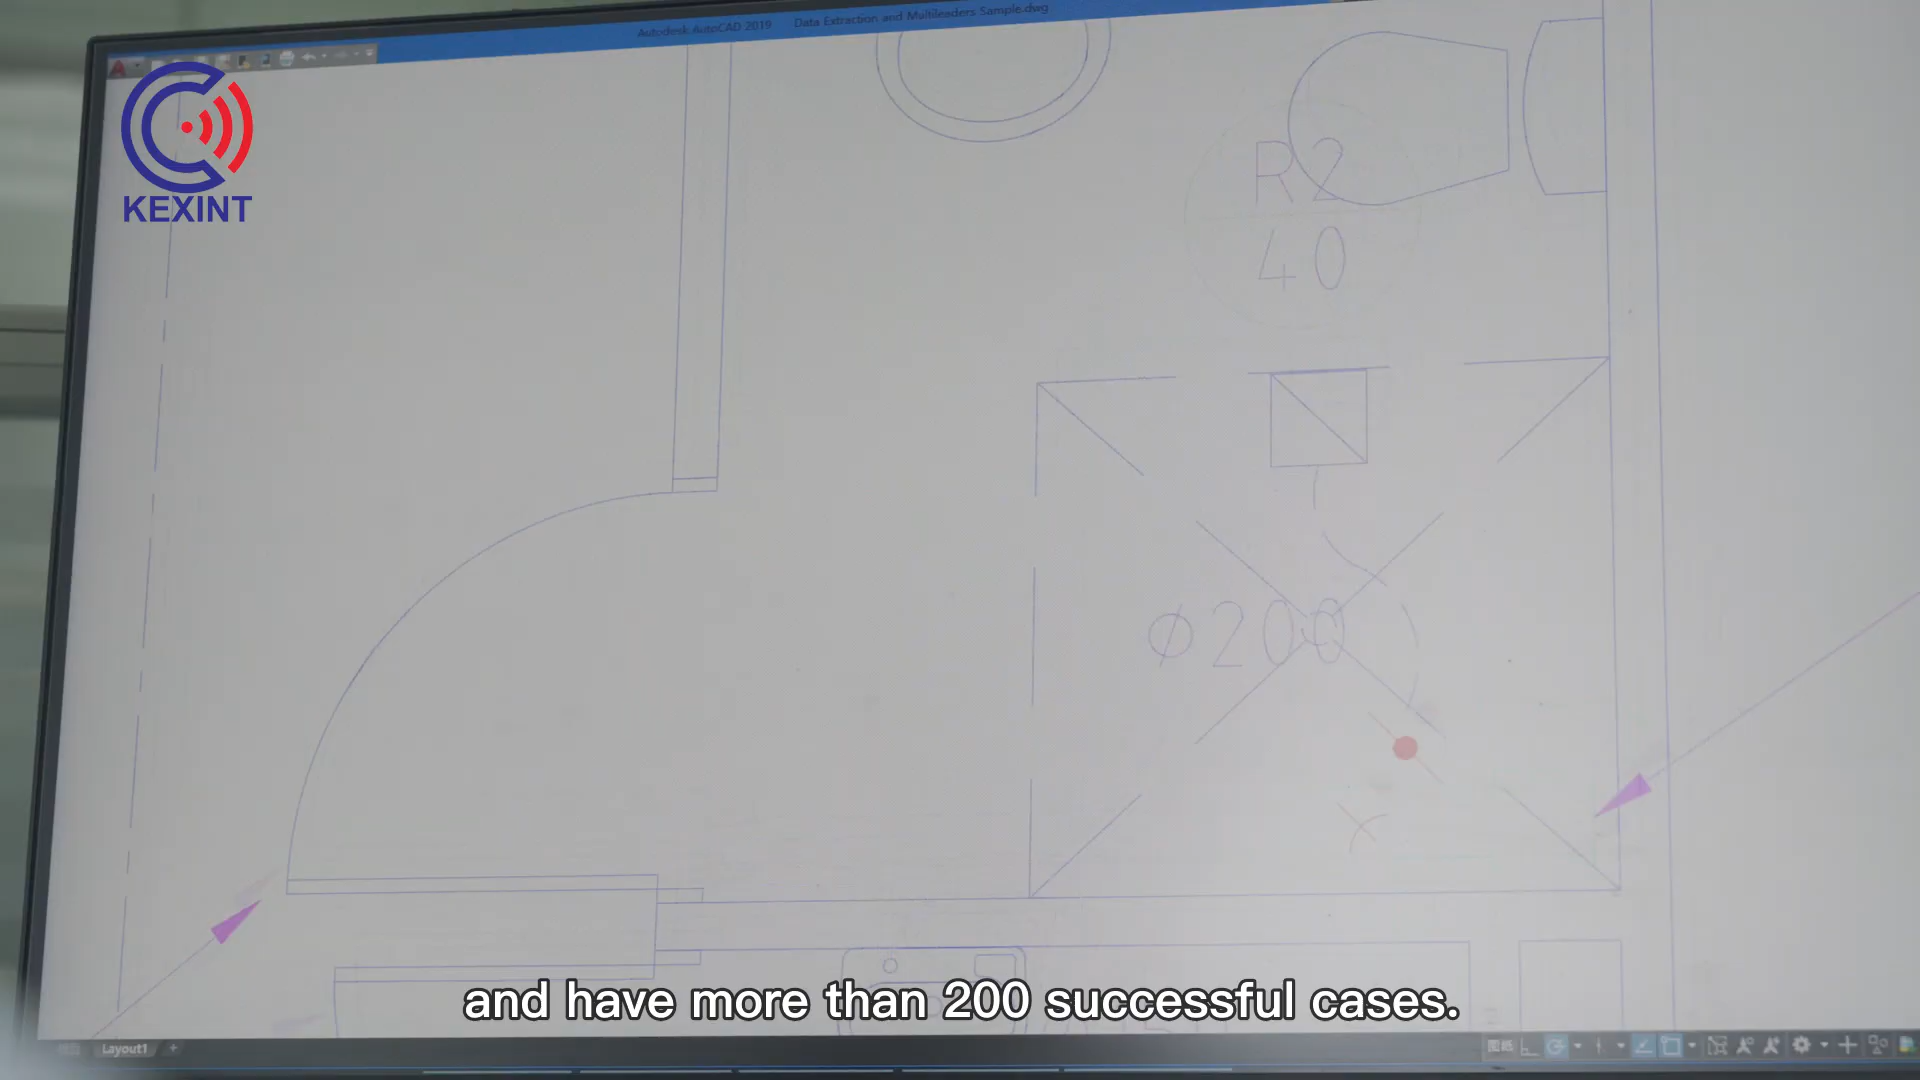 Autodesk AutoCAD 2019 Data Extraction and Multileaders Sample.dwg
KEXINT
R2
40
Φ200
and have more than 200 successful cases.
Layout1